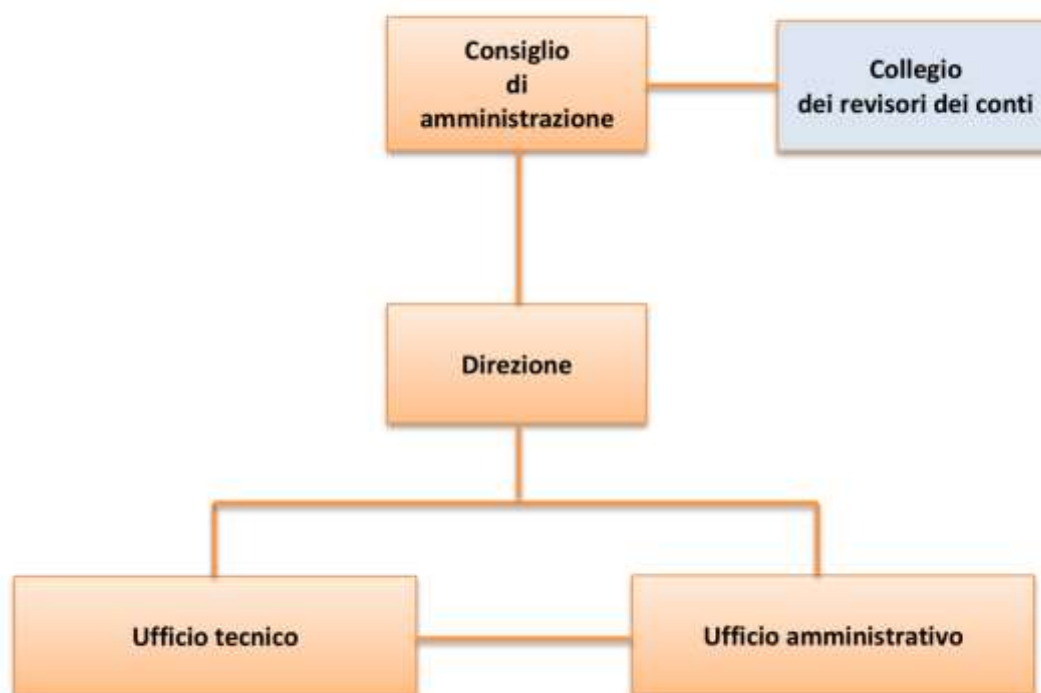 Consiglio
di
amministrazione
Collegio
dei revisori dei conti
Direzione
Ufficio tecnico
Ufficio amministrativo